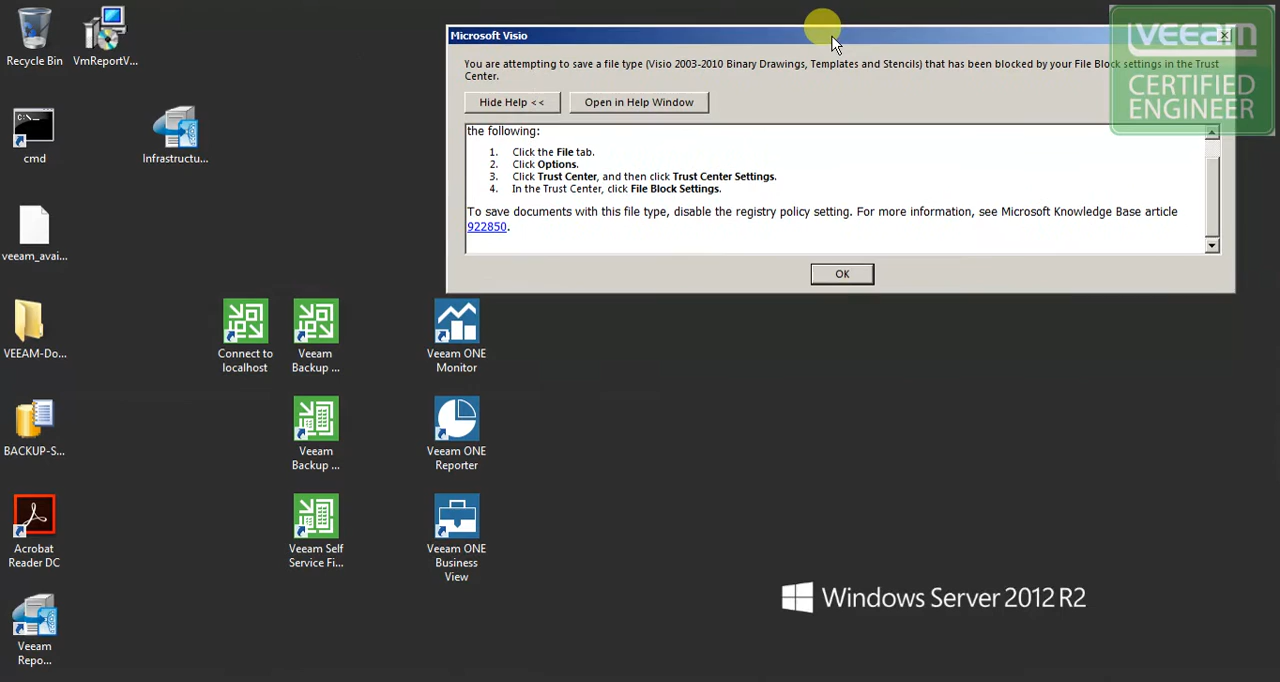 Recycle Bin
VmReportV...
cmd
Infrastructu...
veeam_avai...
VEEAM-Do...
BACKUP-S...
Acrobat
Reader DC
Veeam
Repo...
Connect to
localhost
Veeam
Backup ...
Veeam
Backup ...
Veeam Self
Service Fi...
Veeam ONE
Monitor
Veeam ONE
Reporter
Veeam ONE
Business
View
Microsoft Visio
You are attempting to save a file type (Visio 2003-2010 Binary Drawings, Templates and Stencils) that has been blocked by your File Block settings in the Trust
Center.
Hide Help <<
Open in Help Window
the following:
1. Click the File tab.
2. Click Options.
3. Click Trust Center, and then click Trust Center Settings.
4. In the Trust Center, click File Block Settings.
To save documents with this file type, disable the registry policy setting. For more information, see Microsoft Knowledge Base article
922850.
OK
veeam
CERTIFIED
ENGINEER
Windows Server 2012 R2